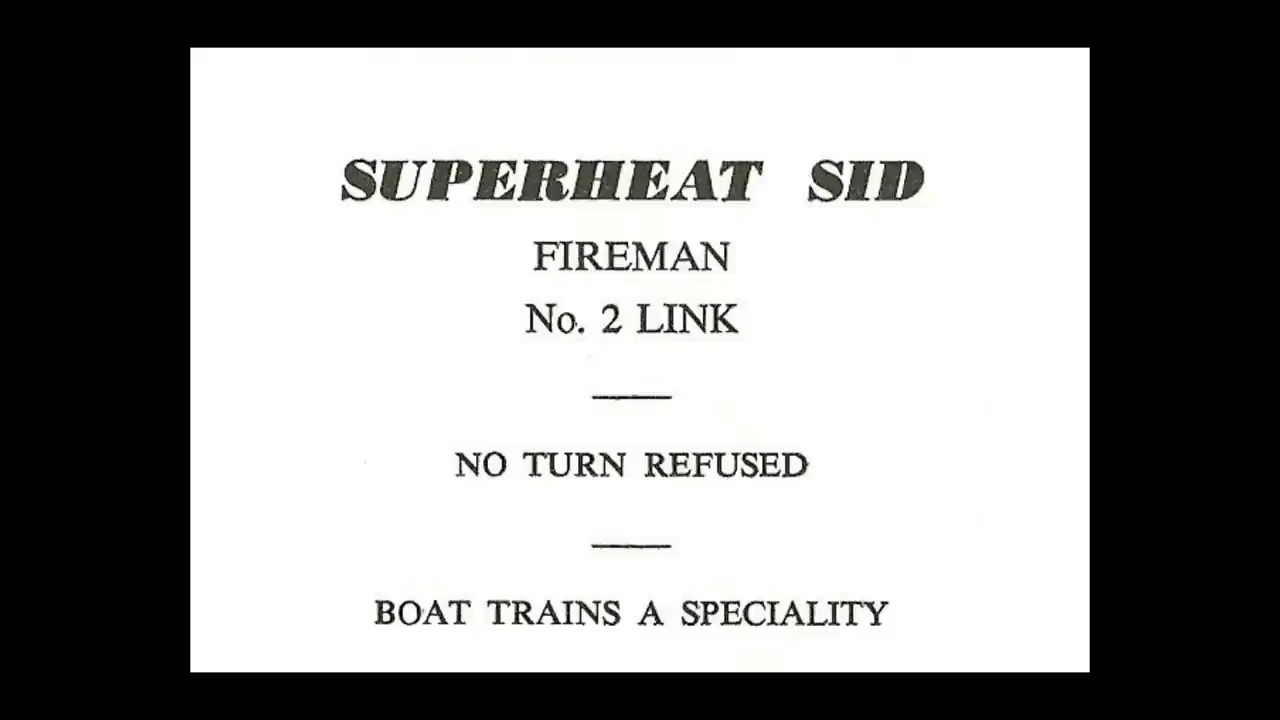 SUPERHEAT SID
FIREMAN
No. 2 LINK
NO TURN REFUSED
BOAT TRAINS A SPECIALITY